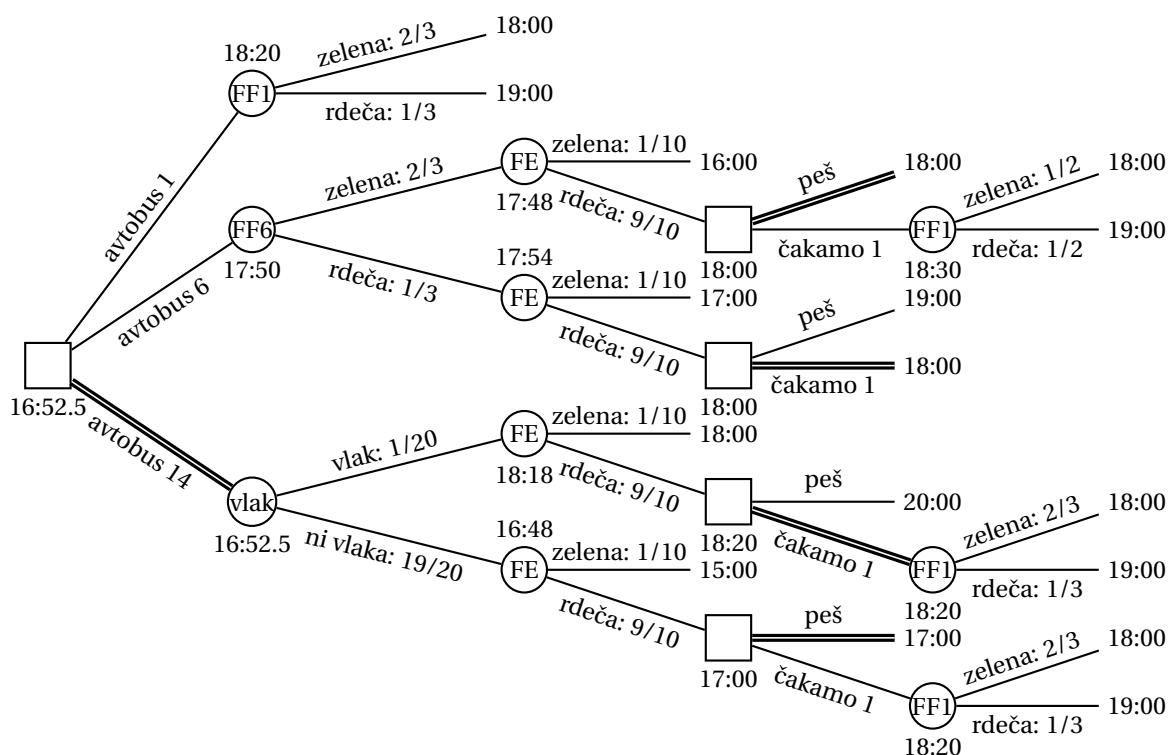 18:20
FF1
zelena: 2/3
18:00
rdeča: 1/3
19:00
avtobus 1
avtobus 6
FF6
17:50
zelena: 2/3
rdeča: 1/3
FE
17:48
zelena: 1/10
16:00
rdeča: 9/10
18:00
peš
18:00
čakamo 1
FF1
18:30
zelena: 1/2
18:00
rdeča: 1/2
19:00
17:54
FE
zelena: 1/10
17:00
rdeča: 9/10
18:00
peš
19:00
čakamo 1
18:00
16:52.5
avtobus 14
vlak
16:52.5
vlak: 1/20
ni vlaka: 19/20
FE
18:18
zelena: 1/10
18:00
rdeča: 9/10
18:20
peš
20:00
čakamo 1
FF1
18:20
zelena: 2/3
18:00
rdeča: 1/3
19:00
16:48
FE
zelena: 1/10
15:00
rdeča: 9/10
17:00
peš
17:00
čakamo 1
FF1
18:20
zelena: 2/3
18:00
rdeča: 1/3
19:00